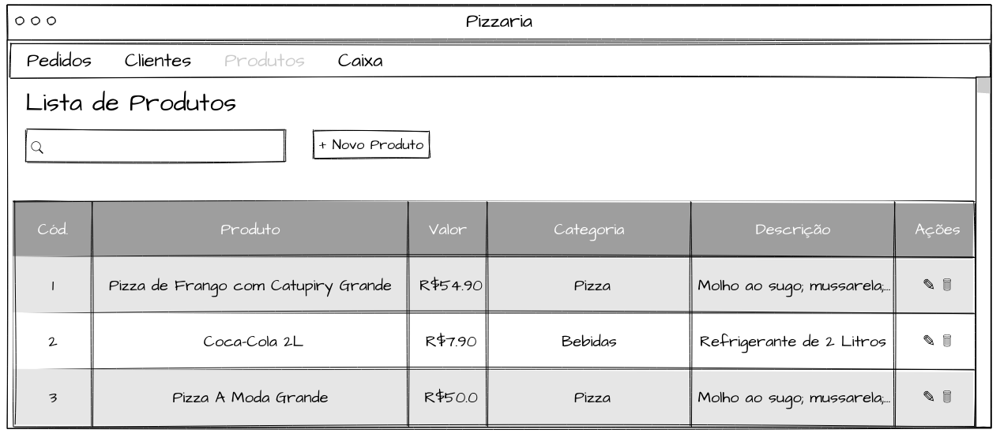 Pizzaria
Pedidos Clientes Produtos Caixa
Lista de Produtos
+ Novo Produto
Cód. Produto Valor Categoria Descrição Ações
1 Pizza de Frango com Catupiry Grande R$54.90 Pizza Molho ao sugo; mussarela;...
2 Coca-Cola 2L R$7.90 Bebidas Refrigerante de 2 Litros
3 Pizza A Moda Grande R$50.0 Pizza Molho ao sugo; mussarela;...